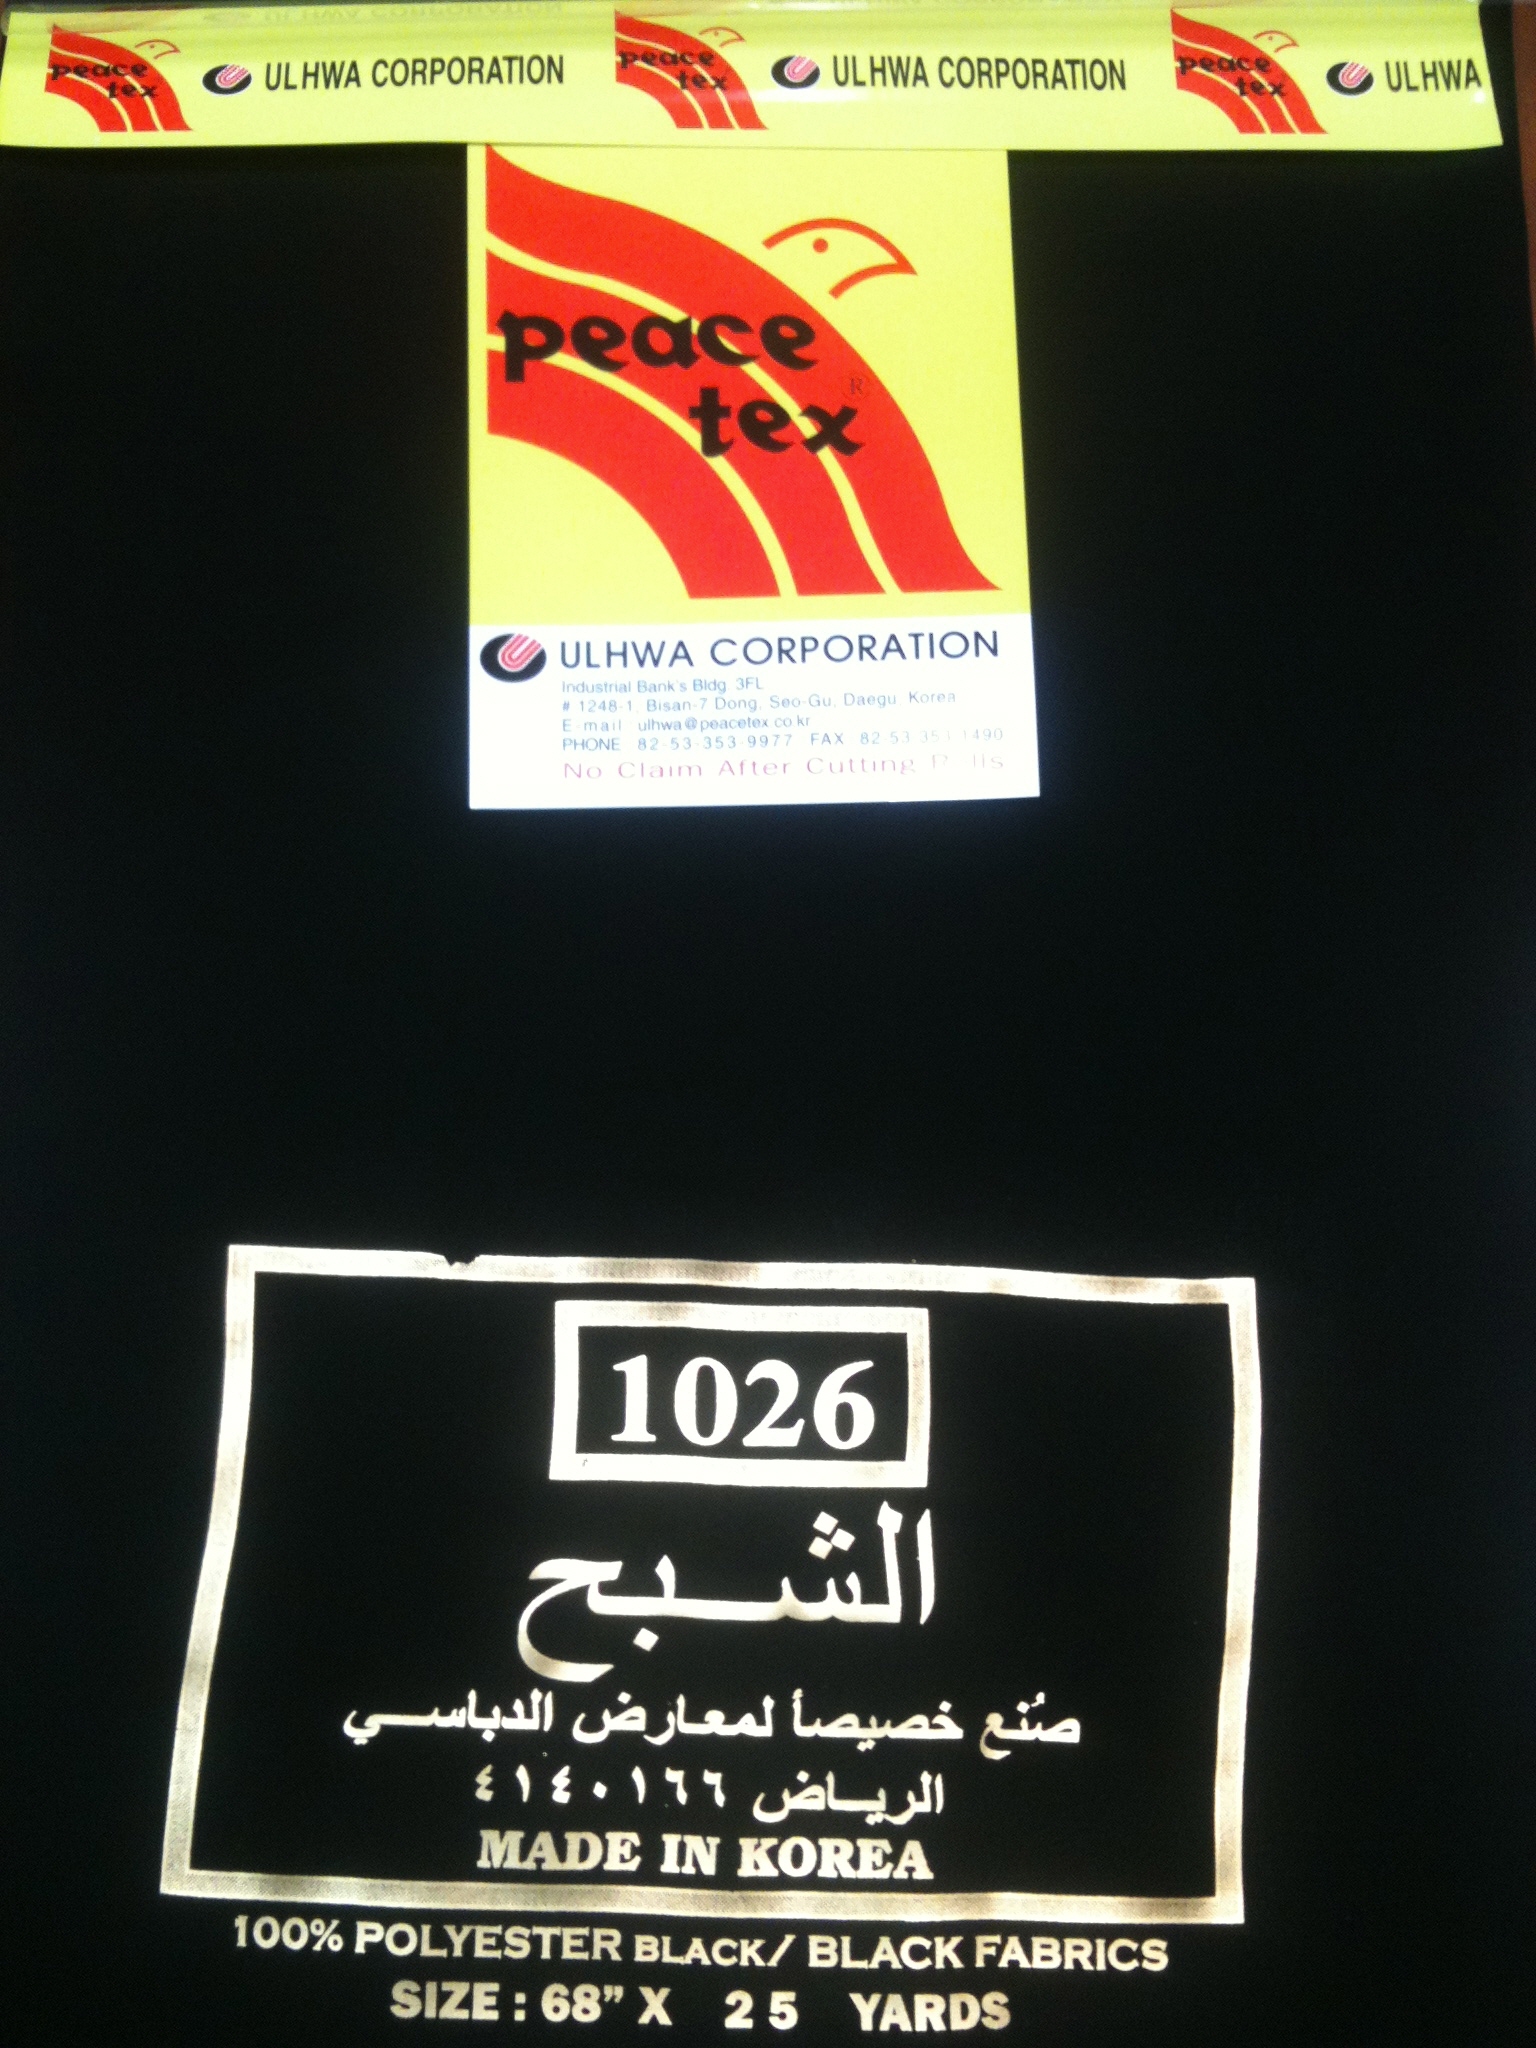 peace tex ULHWA CORPORATION peace tex ULHWA CORPORATION peace tex ULHWA
peace
tex®
ULHWA CORPORATION
Industrial Bank's Bldg. 3FL
# 1248-1, Bisan-7 Dong, Seo-Gu, Daegu, Korea
E-mail ulhwa@peacetex.co.kr
PHONE 82-53-353-9977 FAX 82-53-353-1490
No Claim After Cutting Rolls
1026
الشبح
صُنع خصيصاً لمعارض الدباسي
الرياض ٤١٤٠١٦٦
MADE IN KOREA
100% POLYESTER BLACK/ BLACK FABRICS
SIZE : 68” X 25 YARDS